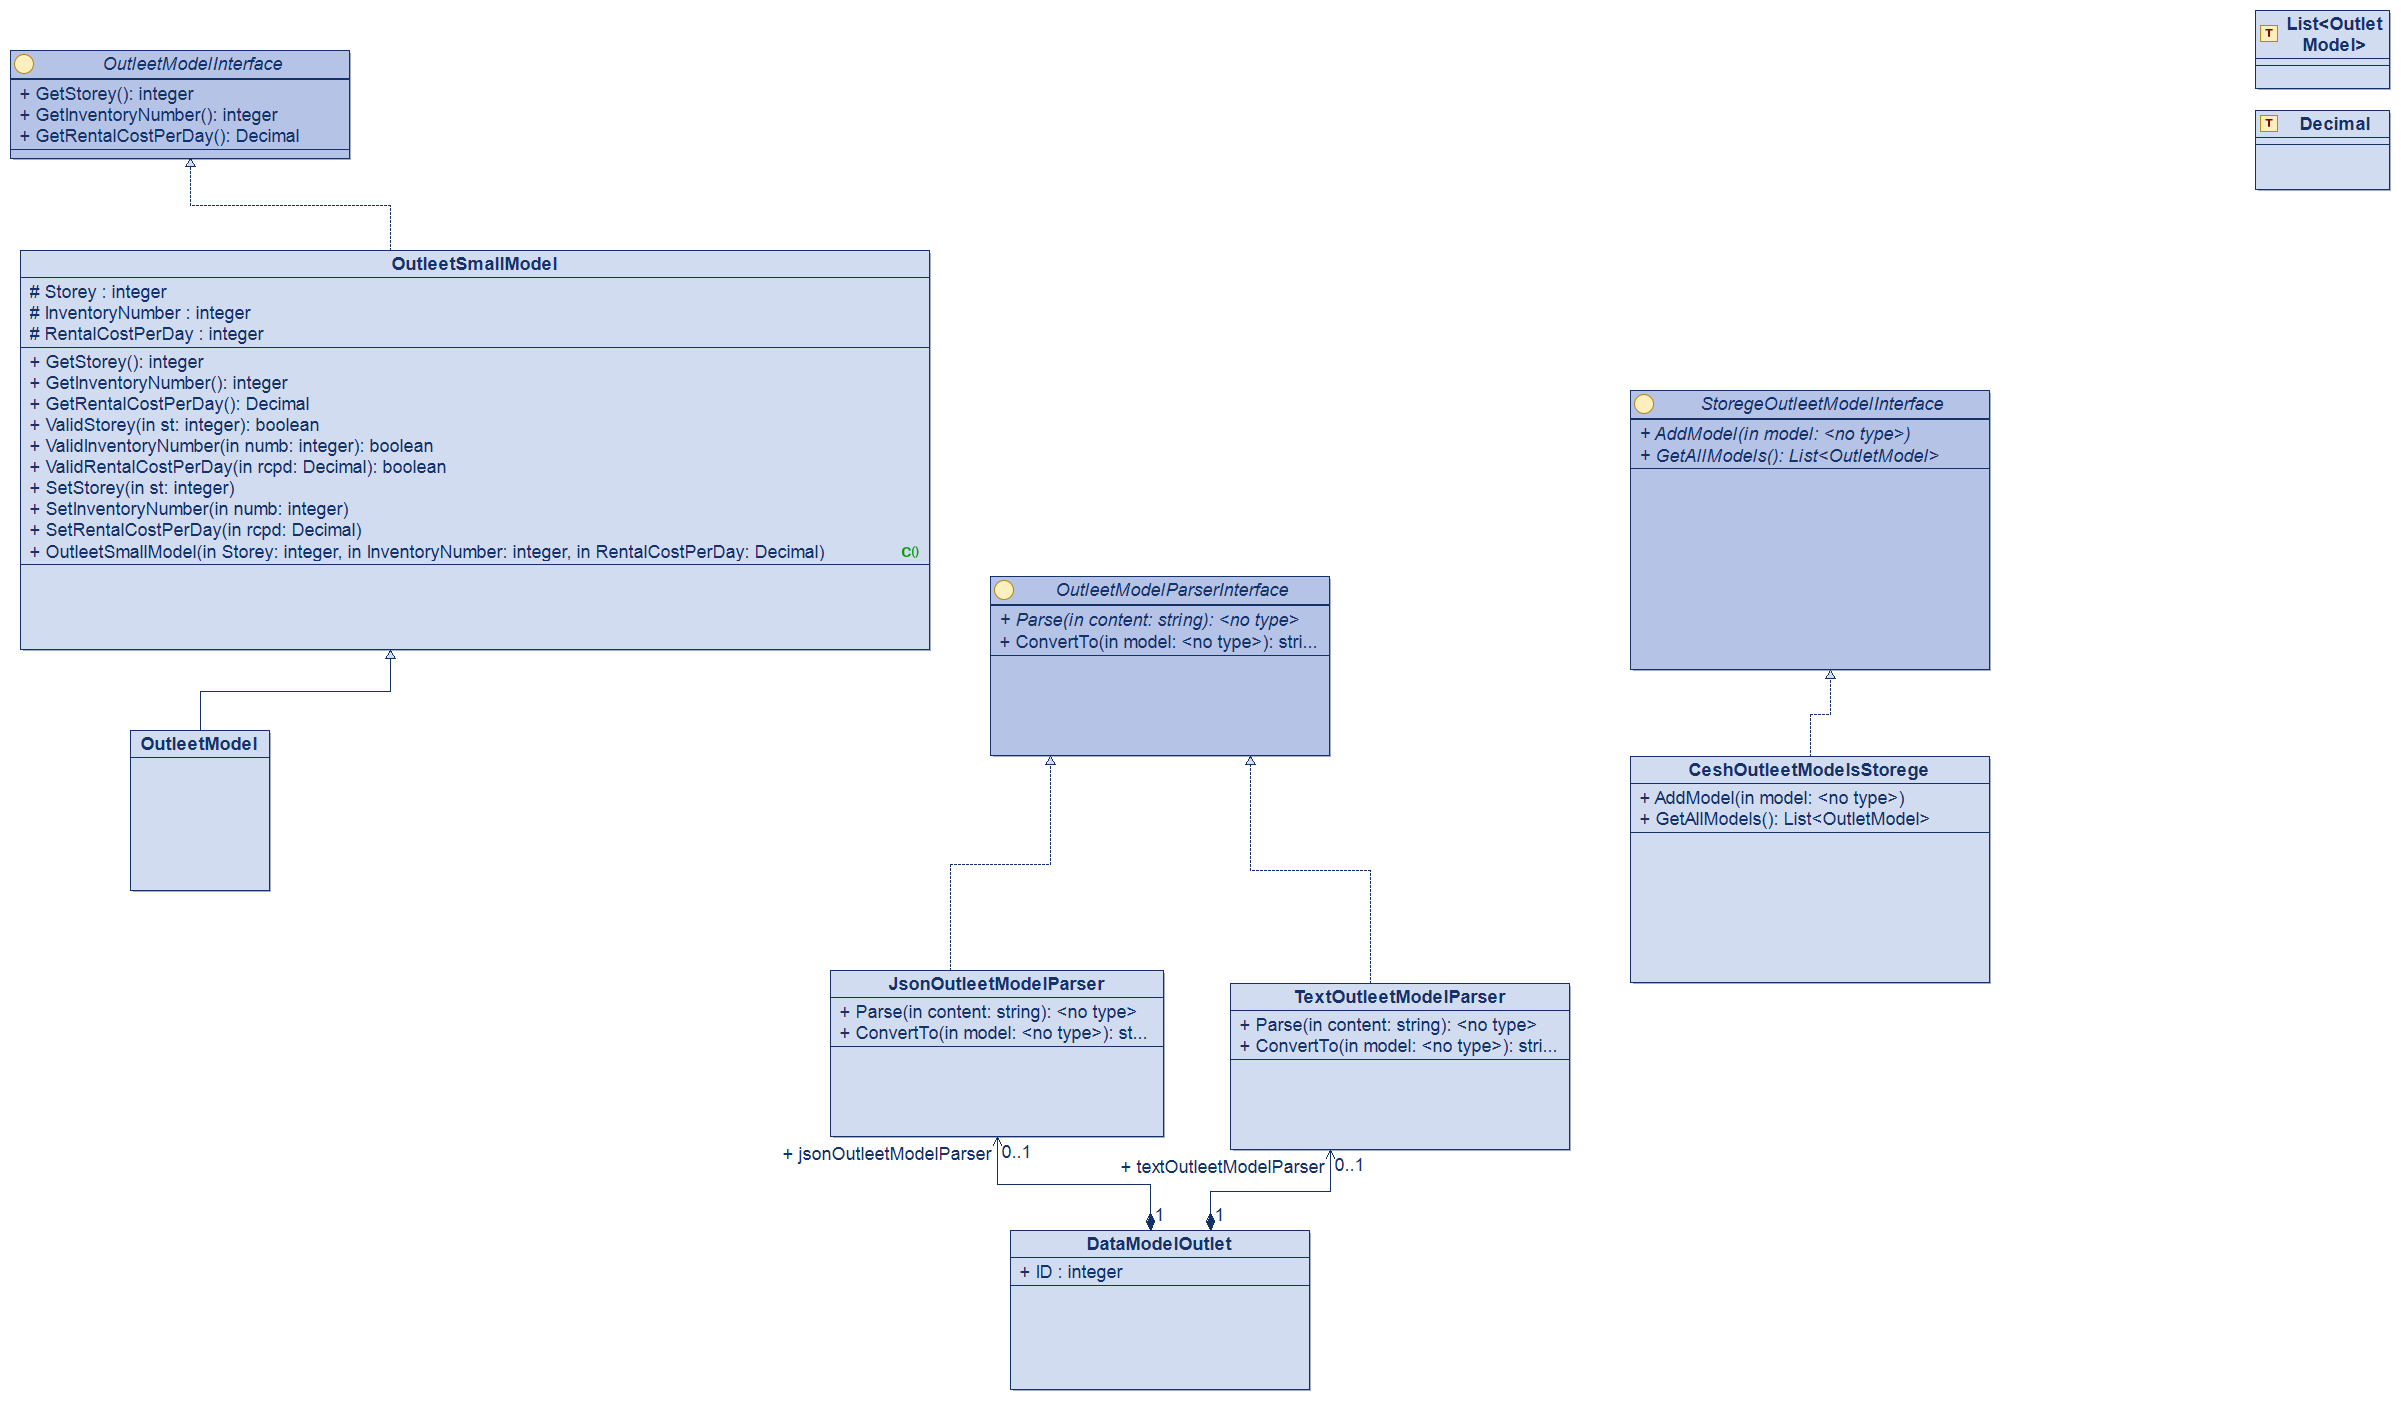 OutleetModelInterface
+ GetStorey(): integer
+ GetInventoryNumber(): integer
+ GetRentalCostPerDay(): Decimal
List<Outlet
Model>
T
T
Decimal
OutleetSmallModel
# Storey : integer
# InventoryNumber : integer
# RentalCostPerDay : integer
+ GetStorey(): integer
+ GetInventoryNumber(): integer
+ GetRentalCostPerDay(): Decimal
+ ValidStorey(in st: integer): boolean
+ ValidInventoryNumber(in numb: integer): boolean
+ ValidRentalCostPerDay(in rcpd: Decimal): boolean
+ SetStorey(in st: integer)
+ SetInventoryNumber(in numb: integer)
+ SetRentalCostPerDay(in rcpd: Decimal)
+ OutleetSmallModel(in Storey: integer, in InventoryNumber: integer, in RentalCostPerDay: Decimal) C()
OutleetModel
OutleetModelParserInterface
+ Parse(in content: string): <no type>
+ ConvertTo(in model: <no type>): stri...
StoregeOutleetModelInterface
+ AddModel(in model: <no type>)
+ GetAllModels(): List<OutletModel>
CeshOutleetModelsStorege
+ AddModel(in model: <no type>)
+ GetAllModels(): List<OutletModel>
JsonOutleetModelParser
+ Parse(in content: string): <no type>
+ ConvertTo(in model: <no type>): st...
TextOutleetModelParser
+ Parse(in content: string): <no type>
+ ConvertTo(in model: <no type>): stri...
+ jsonOutleetModelParser 0..1
+ textOutleetModelParser 0..1
1
1
DataModelOutlet
+ ID : integer